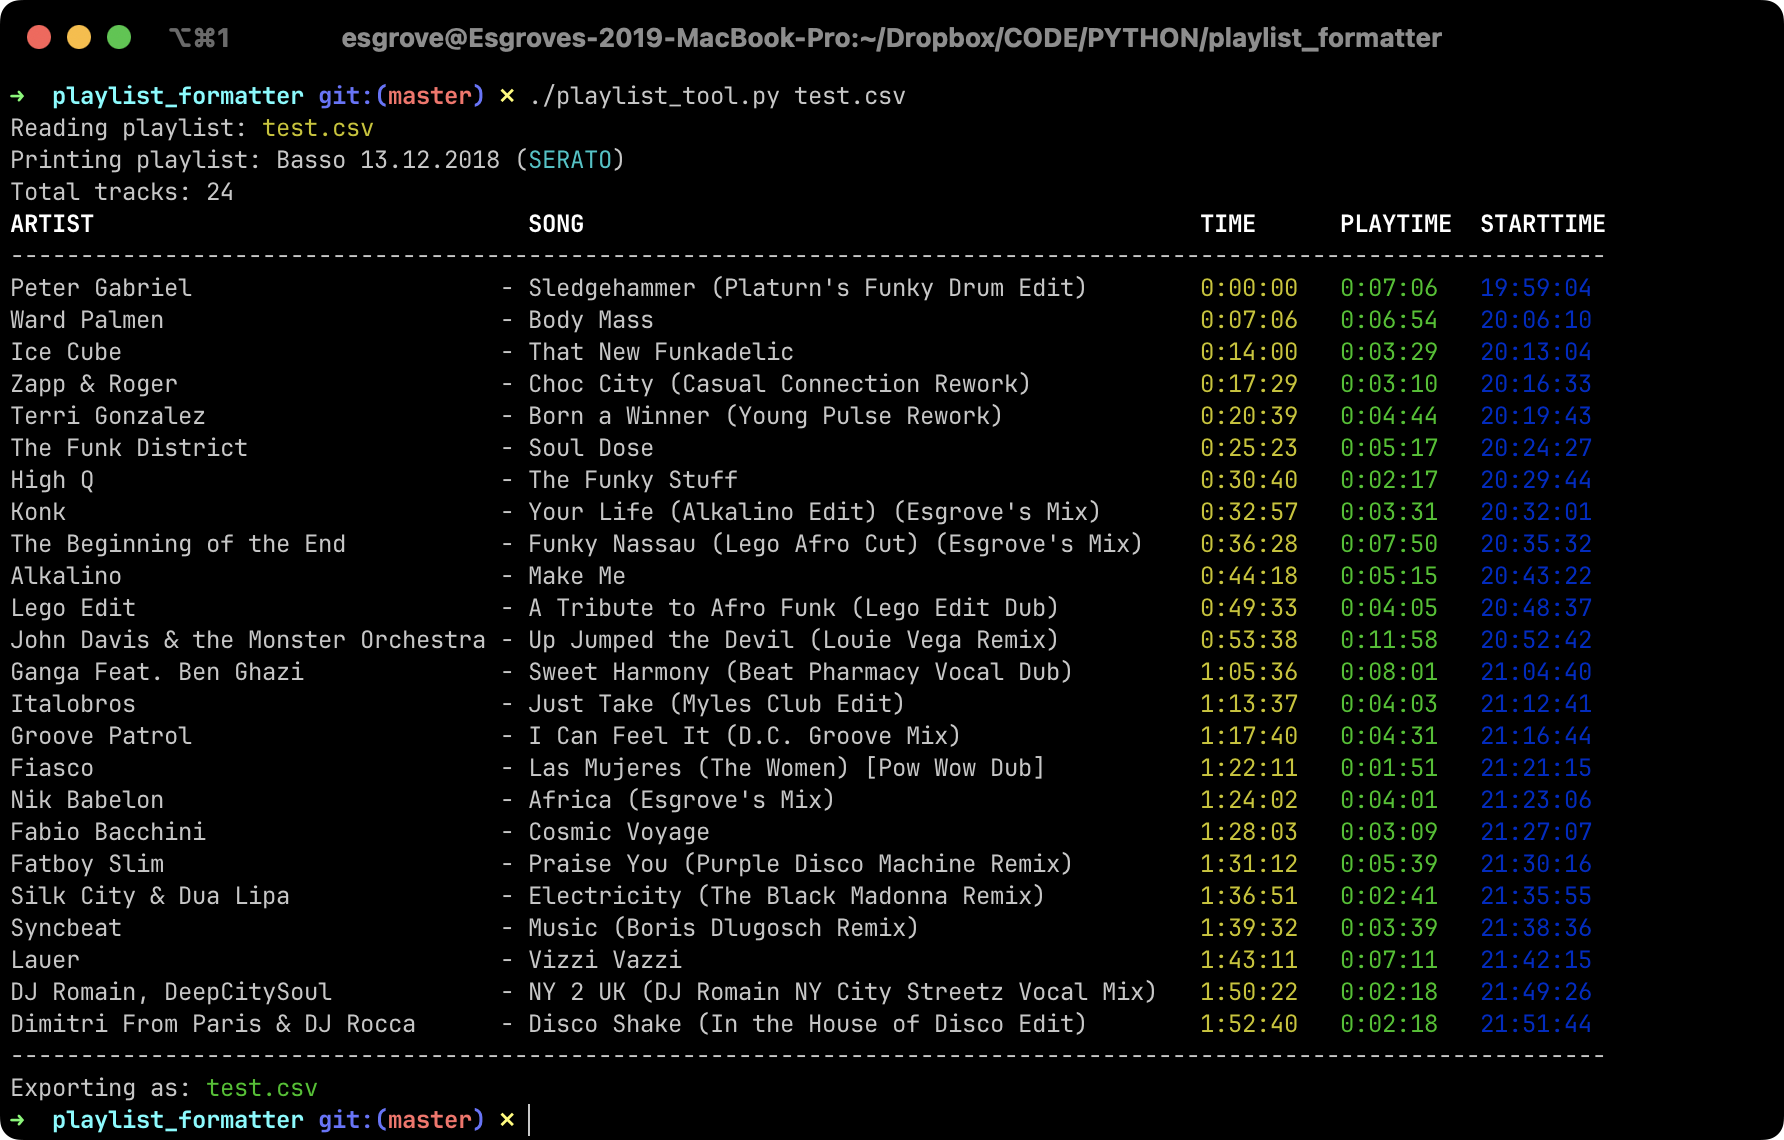 ⌥⌘1 esgrove@Esgroves-2019-MacBook-Pro:~/Dropbox/CODE/PYTHON/playlist_formatter
→ playlist_formatter git:(master) × ./playlist_tool.py test.csv
Reading playlist: test.csv
Printing playlist: Basso 13.12.2018 (SERATO)
Total tracks: 24
ARTIST SONG TIME PLAYTIME STARTTIME
------------------------------------------------------------------------------------------------------------------
Peter Gabriel - Sledgehammer (Platurn's Funky Drum Edit) 0:00:00 0:07:06 19:59:04
Ward Palmen - Body Mass 0:07:06 0:06:54 20:06:10
Ice Cube - That New Funkadelic 0:14:00 0:03:29 20:13:04
Zapp & Roger - Choc City (Casual Connection Rework) 0:17:29 0:03:10 20:16:33
Terri Gonzalez - Born a Winner (Young Pulse Rework) 0:20:39 0:04:44 20:19:43
The Funk District - Soul Dose 0:25:23 0:05:17 20:24:27
High Q - The Funky Stuff 0:30:40 0:02:17 20:29:44
Konk - Your Life (Alkalino Edit) (Esgrove's Mix) 0:32:57 0:03:31 20:32:01
The Beginning of the End - Funky Nassau (Lego Afro Cut) (Esgrove's Mix) 0:36:28 0:07:50 20:35:32
Alkalino - Make Me 0:44:18 0:05:15 20:43:22
Lego Edit - A Tribute to Afro Funk (Lego Edit Dub) 0:49:33 0:04:05 20:48:37
John Davis & the Monster Orchestra - Up Jumped the Devil (Louie Vega Remix) 0:53:38 0:11:58 20:52:42
Ganga Feat. Ben Ghazi - Sweet Harmony (Beat Pharmacy Vocal Dub) 1:05:36 0:08:01 21:04:40
Italobros - Just Take (Myles Club Edit) 1:13:37 0:04:03 21:12:41
Groove Patrol - I Can Feel It (D.C. Groove Mix) 1:17:40 0:04:31 21:16:44
Fiasco - Las Mujeres (The Women) [Pow Wow Dub] 1:22:11 0:01:51 21:21:15
Nik Babelon - Africa (Esgrove's Mix) 1:24:02 0:04:01 21:23:06
Fabio Bacchini - Cosmic Voyage 1:28:03 0:03:09 21:27:07
Fatboy Slim - Praise You (Purple Disco Machine Remix) 1:31:12 0:05:39 21:30:16
Silk City & Dua Lipa - Electricity (The Black Madonna Remix) 1:36:51 0:02:41 21:35:55
Syncbeat - Music (Boris Dlugosch Remix) 1:39:32 0:03:39 21:38:36
Lauer - Vizzi Vazzi 1:43:11 0:07:11 21:42:15
DJ Romain, DeepCitySoul - NY 2 UK (DJ Romain NY City Streetz Vocal Mix) 1:50:22 0:02:18 21:49:26
Dimitri From Paris & DJ Rocca - Disco Shake (In the House of Disco Edit) 1:52:40 0:02:18 21:51:44
------------------------------------------------------------------------------------------------------------------
Exporting as: test.csv
→ playlist_formatter git:(master) ×